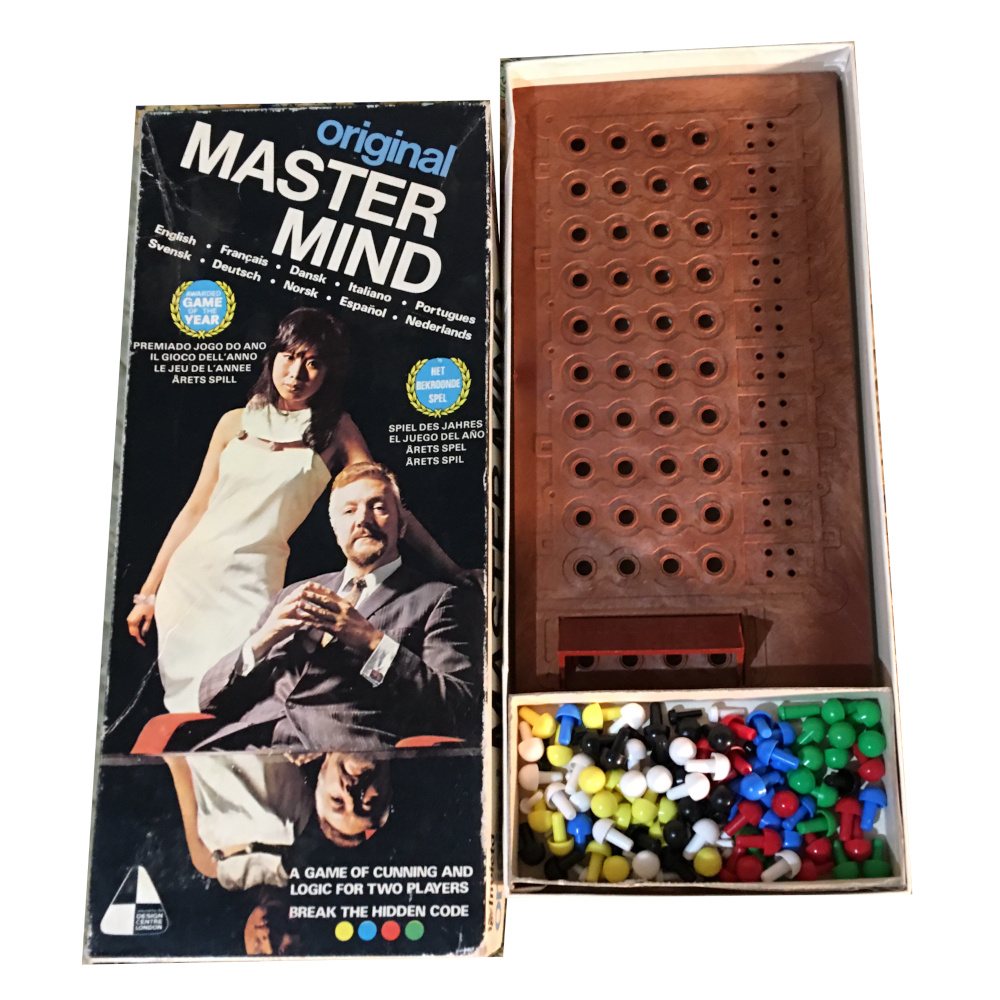 original
MASTER
MIND
English • Français • Dansk • Italiano • Portugues
Svensk • Deutsch • Norsk • Español • Nederlands
AWARDED
GAME
OF THE
YEAR
PREMIADO JOGO DO ANO
IL GIOCO DELL'ANNO
LE JEU DE L'ANNEE
ÅRETS SPILL
HET
BEKROONDE
SPEL
SPIEL DES JAHRES
EL JUEGO DEL AÑO
ÅRETS SPEL
ÅRETS SPIL
A GAME OF CUNNING AND
LOGIC FOR TWO PLAYERS
BREAK THE HIDDEN CODE
DESIGN
CENTRE
LONDON